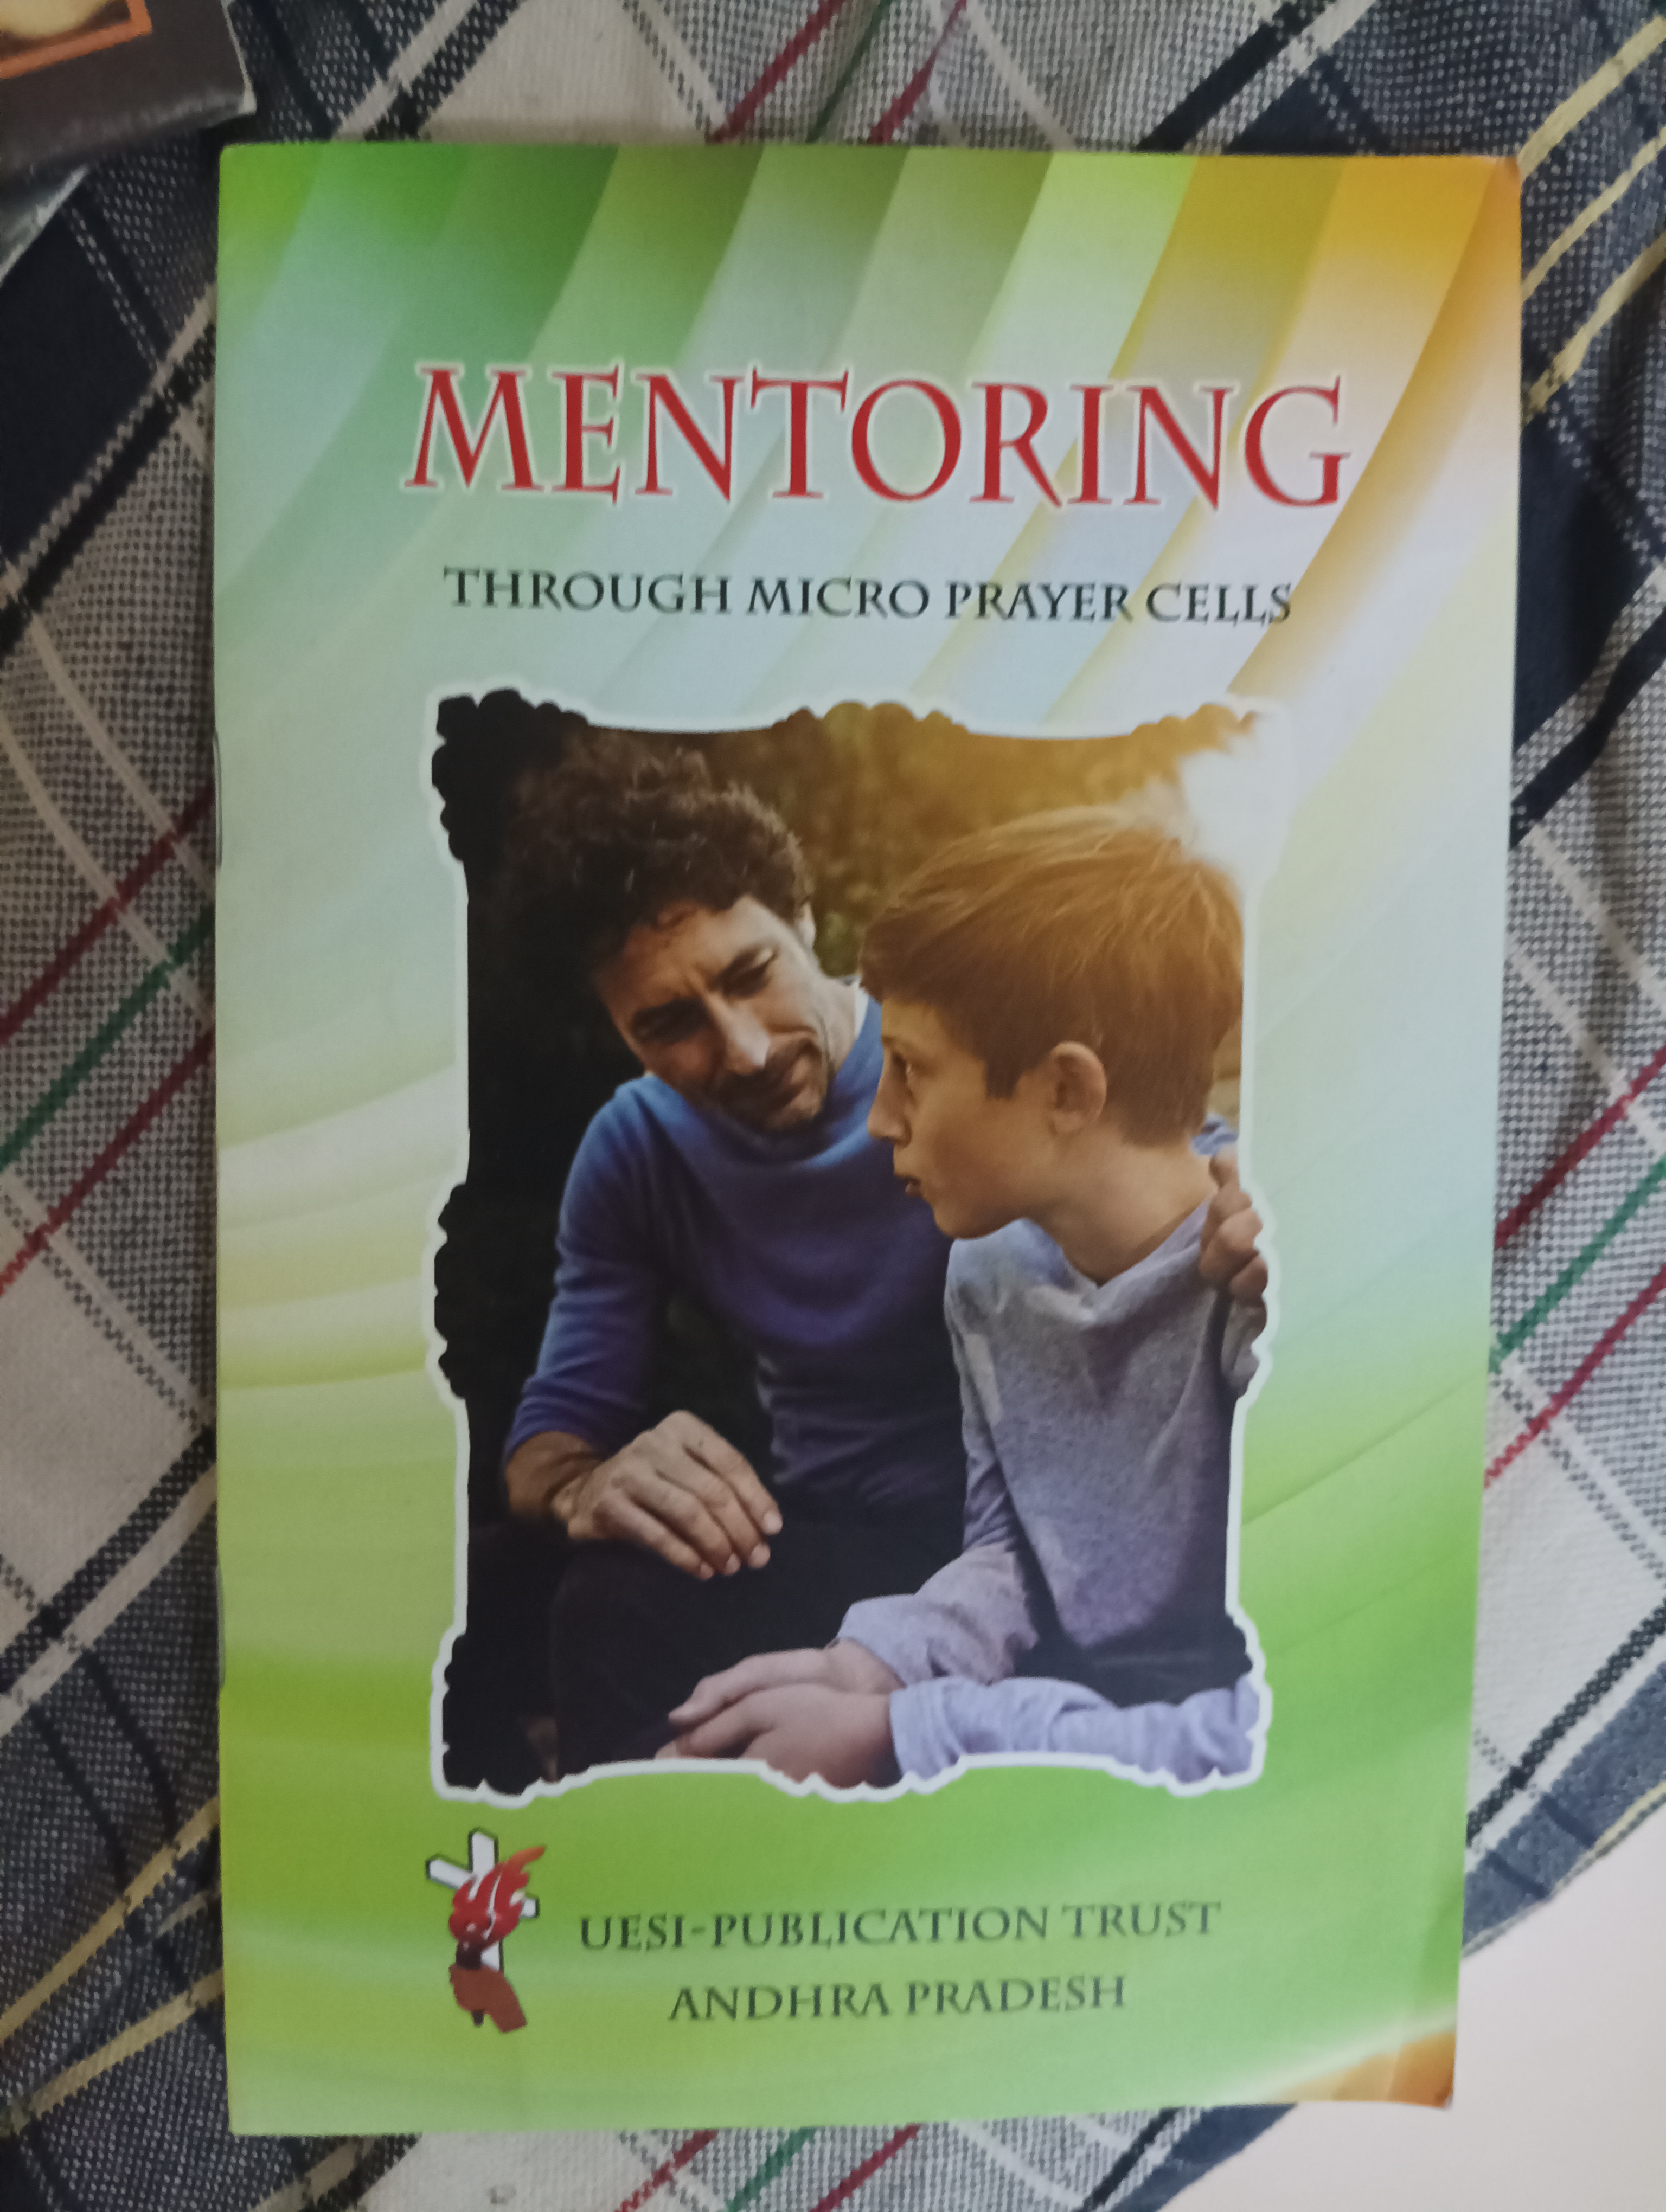 MENTORING
THROUGH MICRO PRAYER CELLS
UESI-PUBLICATION TRUST
ANDHRA PRADESH